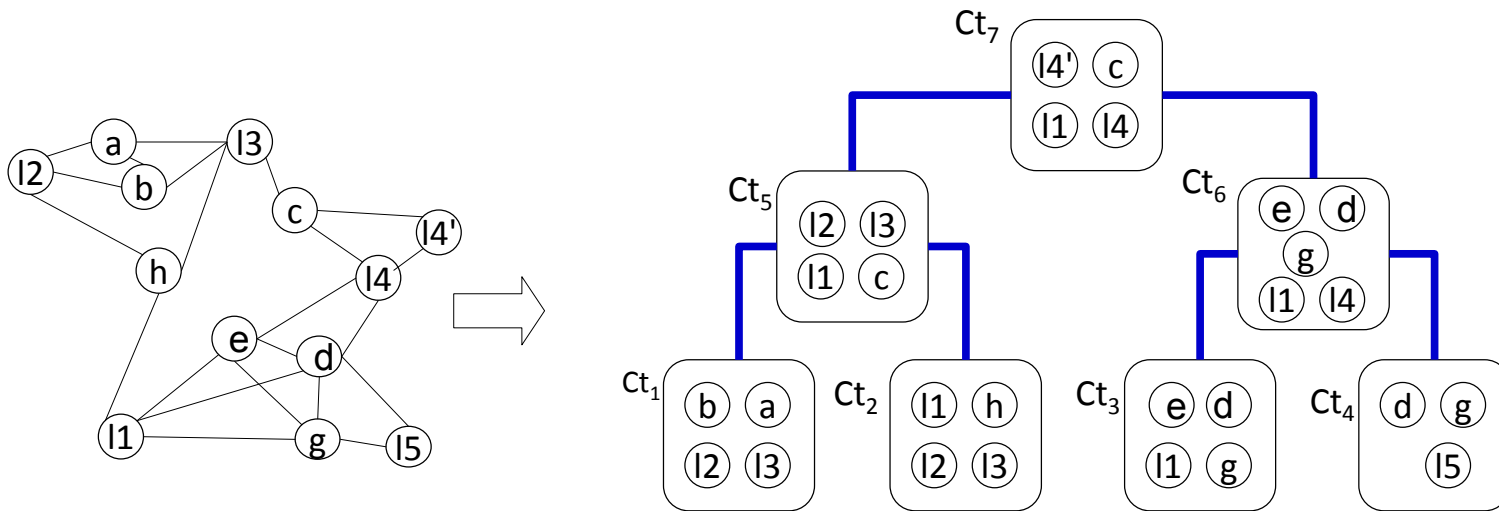 a
l3
l2
b
c
l4'
h
l4
e
d
l1
g
l5
Ct7
l4' c
l1 l4
Ct5
l2 l3
l1 c
Ct6
e d
g
l1 l4
Ct1
b a
l2 l3
Ct2
l1 h
l2 l3
Ct3
e d
l1 g
Ct4
d g
l5